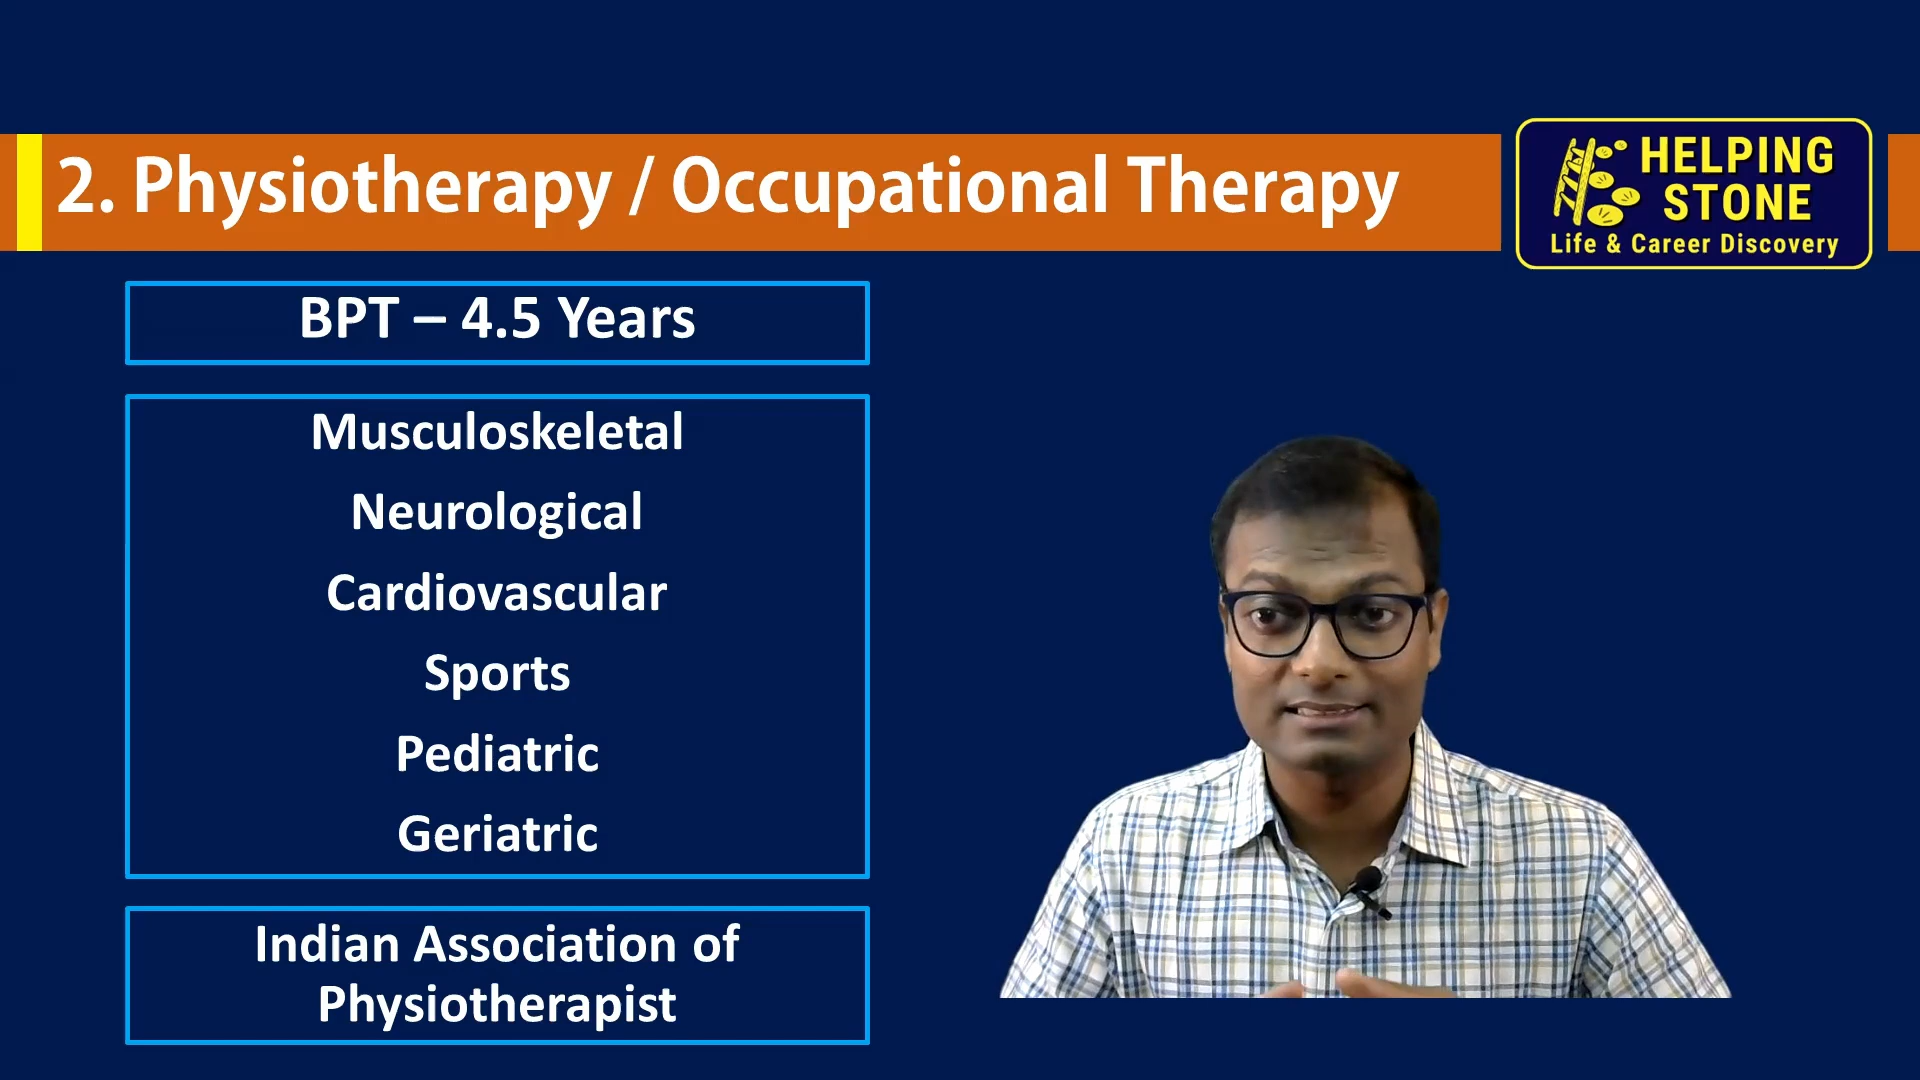 2. Physiotherapy / Occupational Therapy
HELPING
STONE
Life & Career Discovery
BPT – 4.5 Years
Musculoskeletal
Neurological
Cardiovascular
Sports
Pediatric
Geriatric
Indian Association of
Physiotherapist